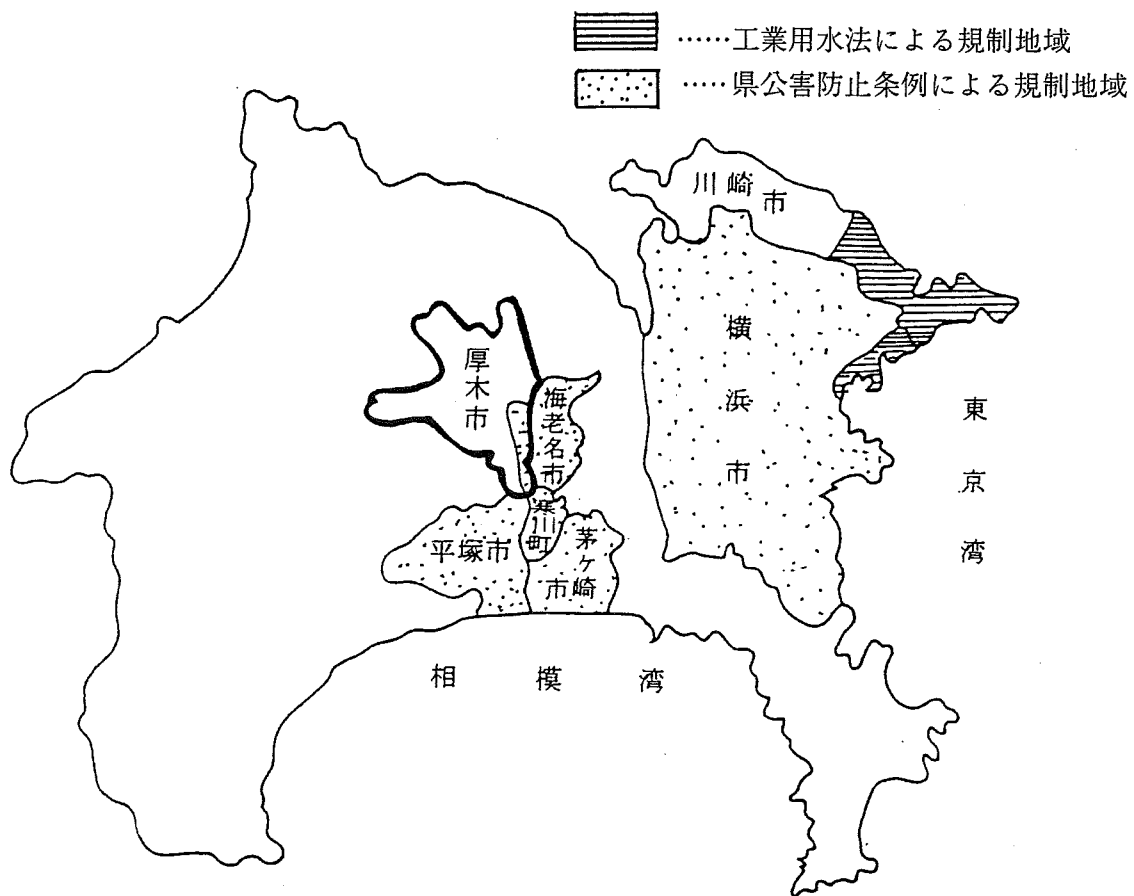 ……工業用水法による規制地域
……県公害防止条例による規制地域
川崎市
横浜市
東京湾
厚木市
海老名市
寒川町
平塚市
茅ヶ崎市
相模湾